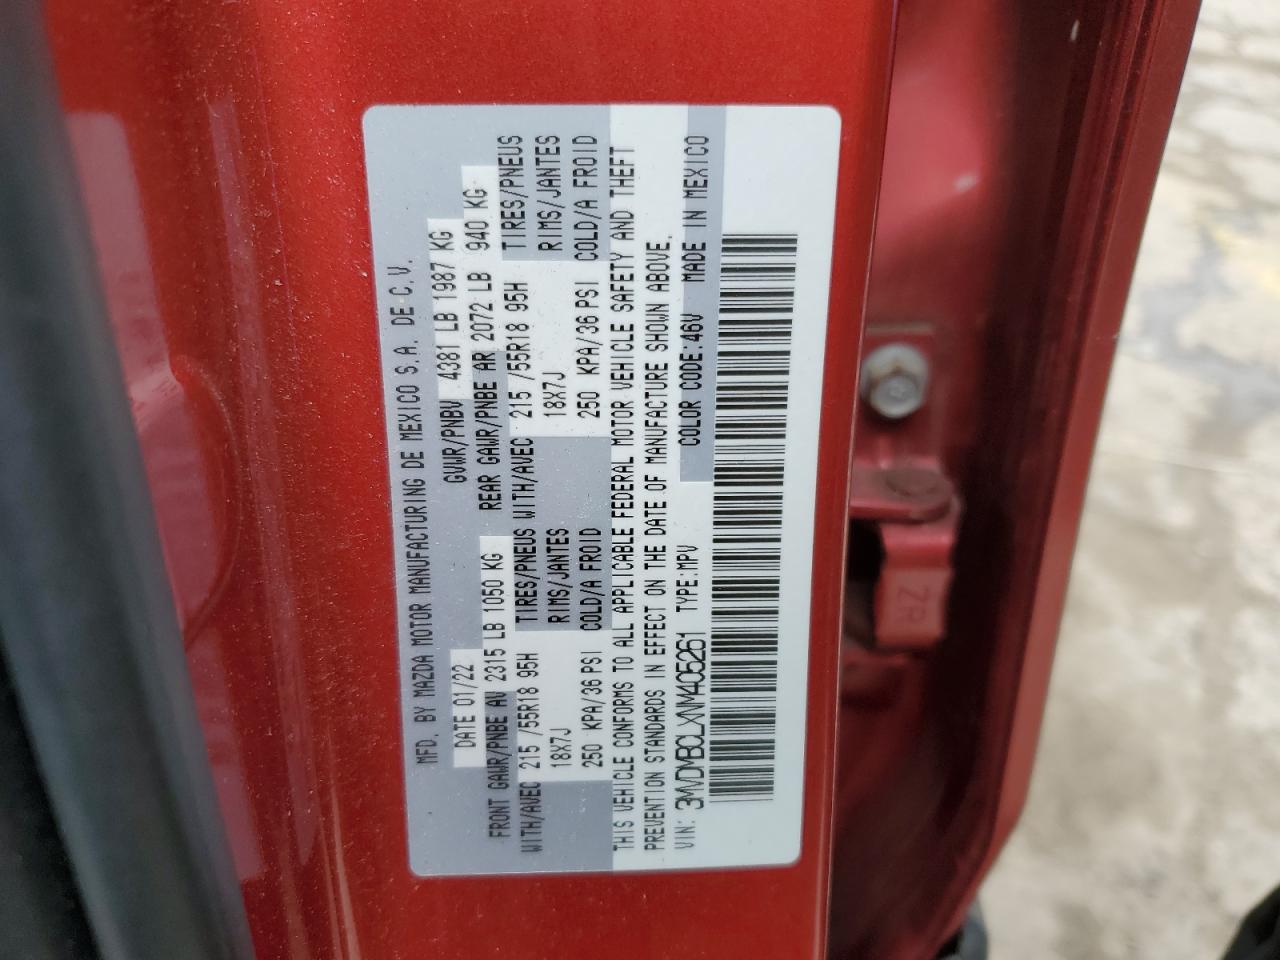 MFD. BY MAZDA MOTOR MANUFACTURING DE MEXICO S.A. DE C.V.
DATE 01/22 GVWR/PNBV 4381 LB 1987 KG
FRONT GAWR/PNBE AV 2315 LB 1050 KG REAR GAWR/PNBE AR 2072 LB 940 KG
WITH/AVEC 215 /55R18 95H TIRES/PNEUS WITH/AVEC 215 /55R18 95H TIRES/PNEUS
18X7J RIMS/JANTES 18X7J RIMS/JANTES
250 KPA/36 PSI COLD/A FROID 250 KPA/36 PSI COLD/A FROID
THIS VEHICLE CONFORMS TO ALL APPLICABLE FEDERAL MOTOR VEHICLE SAFETY AND THEFT
PREVENTION STANDARDS IN EFFECT ON THE DATE OF MANUFACTURE SHOWN ABOVE.
VIN: 3MVDMBCLXNM405261 TYPE:MPV COLOR CODE:46V MADE IN MEXICO
ZR